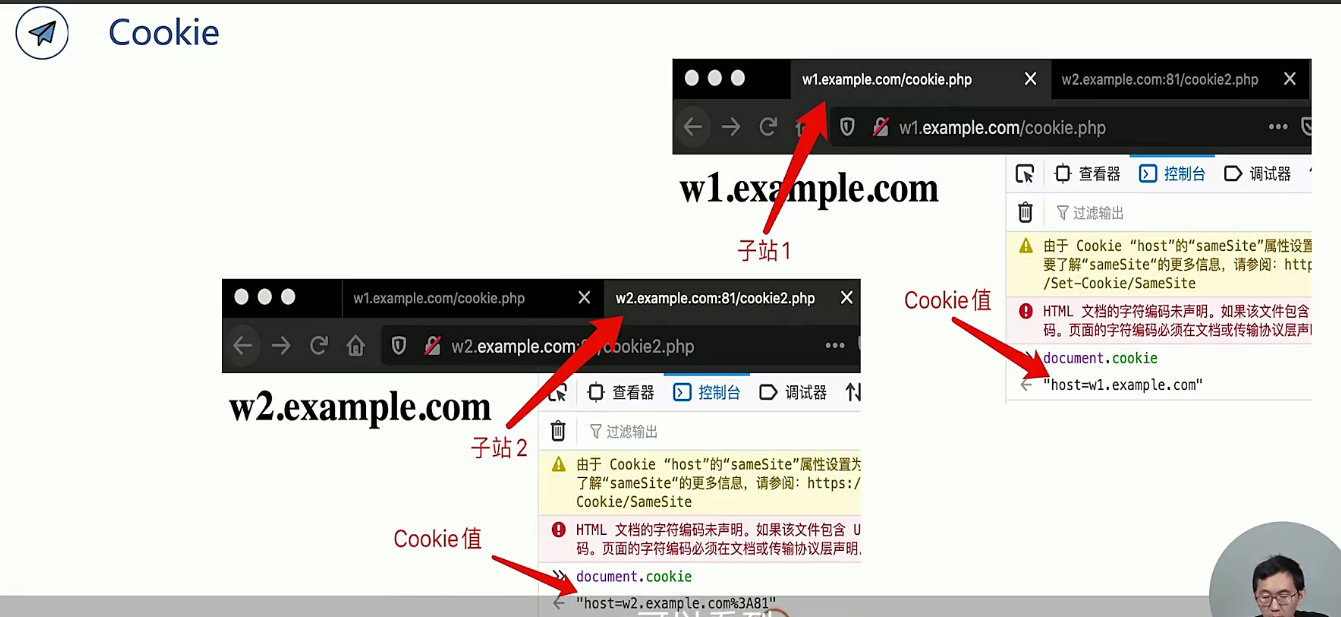 Cookie
w1.example.com/cookie.php
w2.example.com:81/cookie2.php
w1.example.com/cookie.php
w1.example.com
查看器 控制台 调试器
过滤输出
子站1
由于 Cookie “host”的“sameSite”属性设置
要了解“sameSite“的更多信息，请参阅：http
/Set-Cookie/SameSite
Cookie值
HTML 文档的字符编码未声明。如果该文件包含
码。页面的字符编码必须在文档或传输协议层声
document.cookie
"host=w1.example.com"
w1.example.com/cookie.php
w2.example.com:81/cookie2.php
w2.example.com:81/cookie2.php
w2.example.com
查看器 控制台 调试器
过滤输出
子站2
由于 Cookie “host”的“sameSite”属性设置为
了解“sameSite“的更多信息，请参阅：https:/
Cookie/SameSite
Cookie值
HTML 文档的字符编码未声明。如果该文件包含 U
码。页面的字符编码必须在文档或传输协议层声明.
document.cookie
"host=w2.example.com%3A81"
可以看到